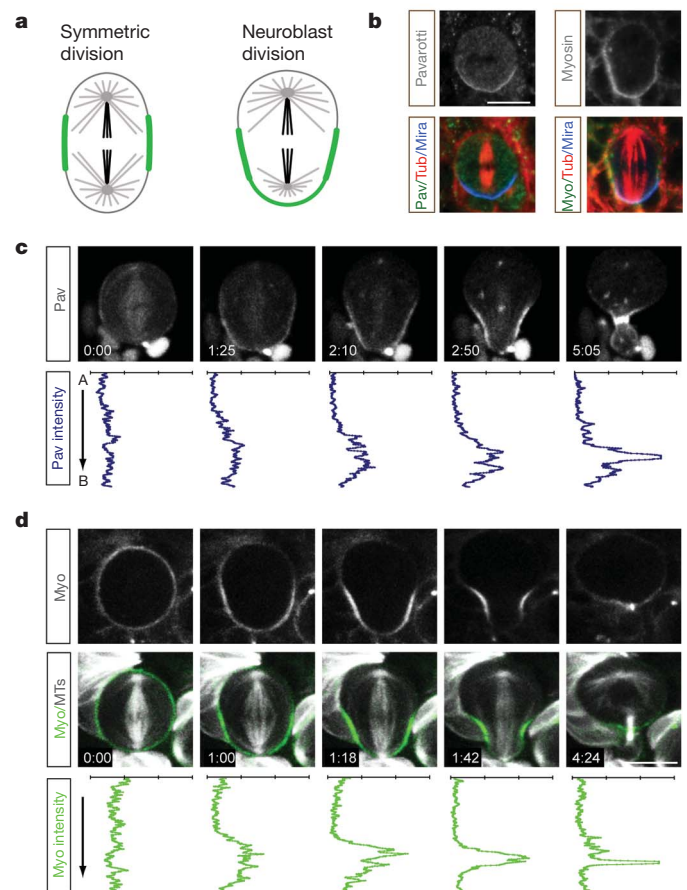 a
Symmetric
division
Neuroblast
division
b
Pavarotti
Myosin
Pav/Tub/Mira
Myo/Tub/Mira
c
Pav
0:00
1:25
2:10
2:50
5:05
Pav intensity
A
B
d
Myo
Myo/MTs
0:00
1:00
1:18
1:42
4:24
Myo intensity